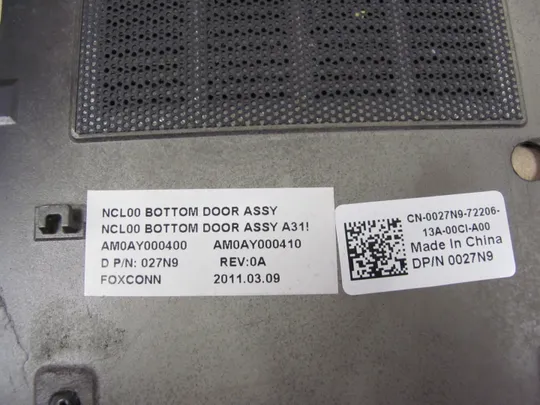 NCL00 BOTTOM DOOR ASSY
NCL00 BOTTOM DOOR ASSY A31!
AM0AY000400 AM0AY000410
D P/N: 027N9 REV:0A
FOXCONN 2011.03.09
CN-0027N9-72206-
13A-00CI-A00
Made In China
DP/N 0027N9